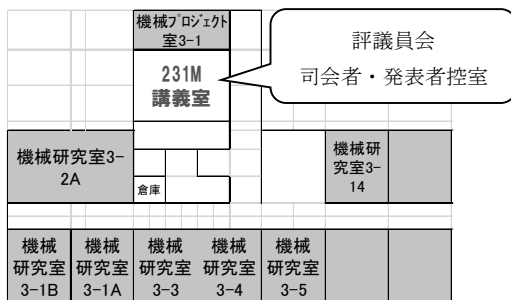 機械プロジェクト
室3-1
231M
講義室
評議員会
司会者・発表者控室
機械研究室3-
2A
倉庫
機械研
究室3-
14
機械
研究室
3-1B
機械
研究室
3-1A
機械
研究室
3-3
機械
研究室
3-4
機械
研究室
3-5